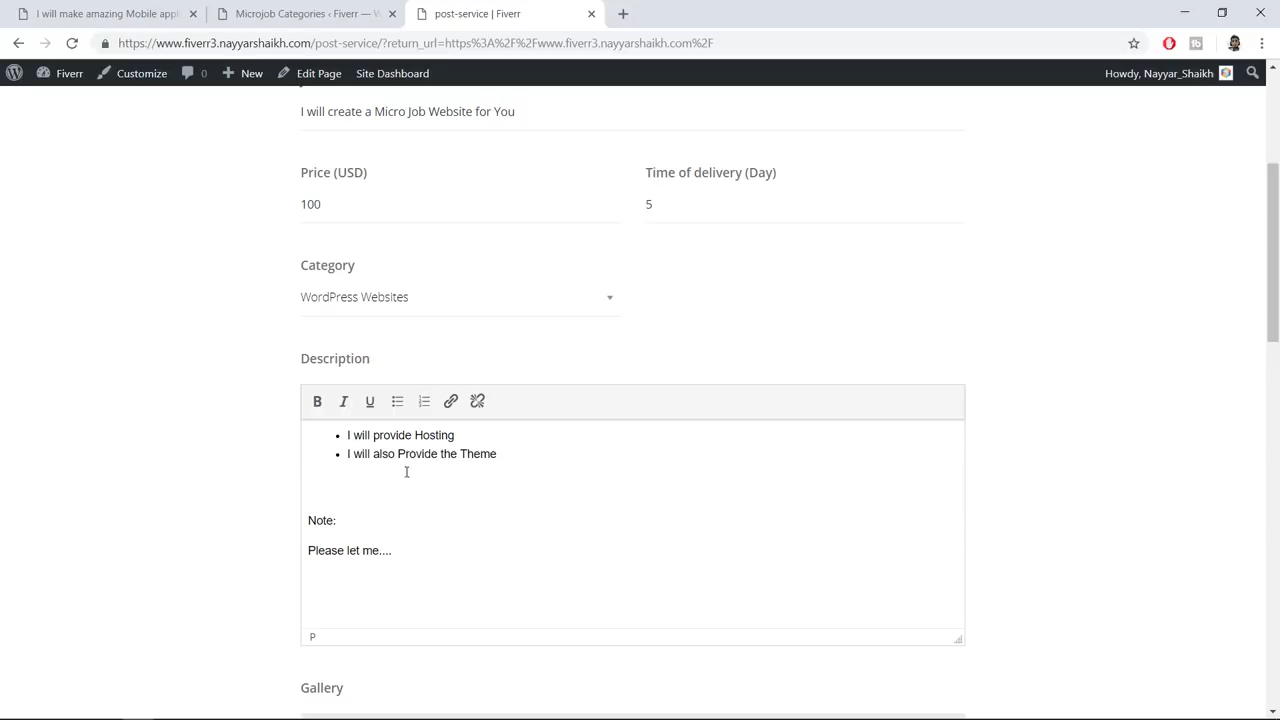 I will make amazing Mobile appl
Microjob Categories ‹ Fiverr — W
post-service | Fiverr
https://www.fiverr3.nayyarshaikh.com/post-service/?return_url=https%3A%2F%2Fwww.fiverr3.nayyarshaikh.com%2F
Fiverr
Customize
0
New
Edit Page
Site Dashboard
Howdy, Nayyar_Shaikh
I will create a Micro Job Website for You
Price (USD)
Time of delivery (Day)
100
5
Category
WordPress Websites
Description
B I U
• I will provide Hosting
• I will also Provide the Theme
Note:
Please let me....
P
Gallery